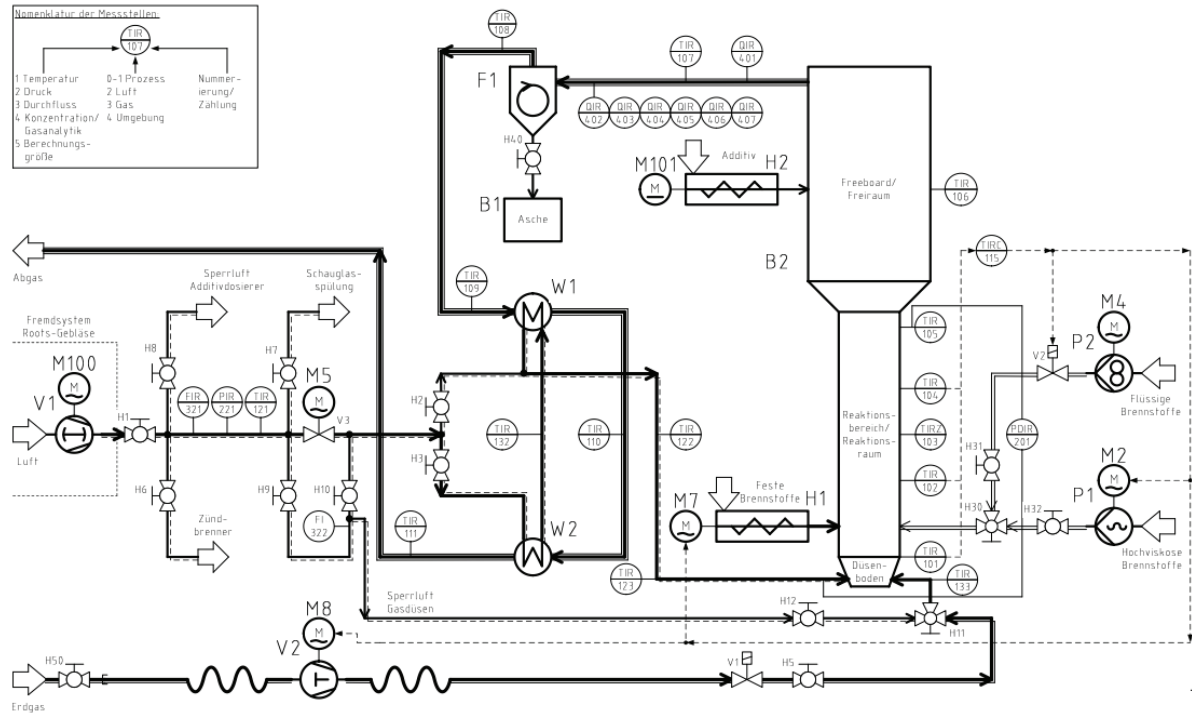 Nomenklatur der Messstellen
TIR
107
1 Temperatur
2 Druck
3 Durchfluss
4 Konzentration/
Gasanalytik
5 Berechnungs-
größe
0-1 Prozess
2 Luft
3 Gas
4 Umgebung
Nummer-
ierung/
Zählung
TIR
108
F1
TIR
107
QIR
401
QIR
402
QIR
403
QIR
404
QIR
405
QIR
406
QIR
407
H40
B1
Asche
M101
M
Additiv
H2
Freeboard/
Freiraum
TIR
106
B2
TIRC
115
Abgas
Sperrluft
Additivdosierer
Schauglas-
spülung
TIR
109
W1
Fremdsystem
Roots-Gebläse
M100
M
V1
Luft
H1
H8
H7
FIR
321
PIR
221
TIR
121
M5
M
V3
H6
H9
H10
FI
322
Zünd-
brenner
H2
H3
TIR
132
TIR
110
TIR
122
TIR
111
W2
TIR
105
TIR
104
Reaktions-
bereich/
Reaktions-
raum
TIRZ
103
TIR
102
PDIR
201
M4
M
P2
V2
Flüssige
Brennstoffe
H31
H30
H32
M2
M
P1
Hochviskose
Brennstoffe
M7
M
Feste
Brennstoffe
H1
TIR
101
Düsen-
boden
TIR
123
TIR
133
Sperrluft
Gasdüsen
H12
H11
M8
M
V2
H50
E
Erdgas
V1
H5